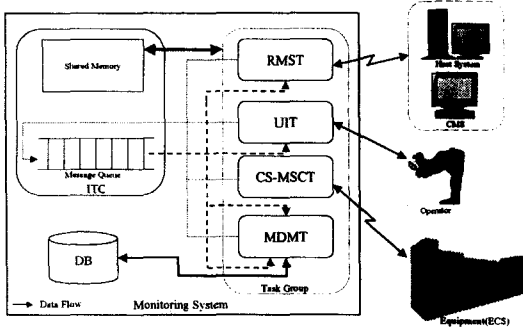 Shared Memory
RMST
Host System
CMS
UIT
Message Queue
ITC
CS-MSCT
Operator
MDMT
DB
Data Flow
Monitoring System
Task Group
Equipment(ECS)